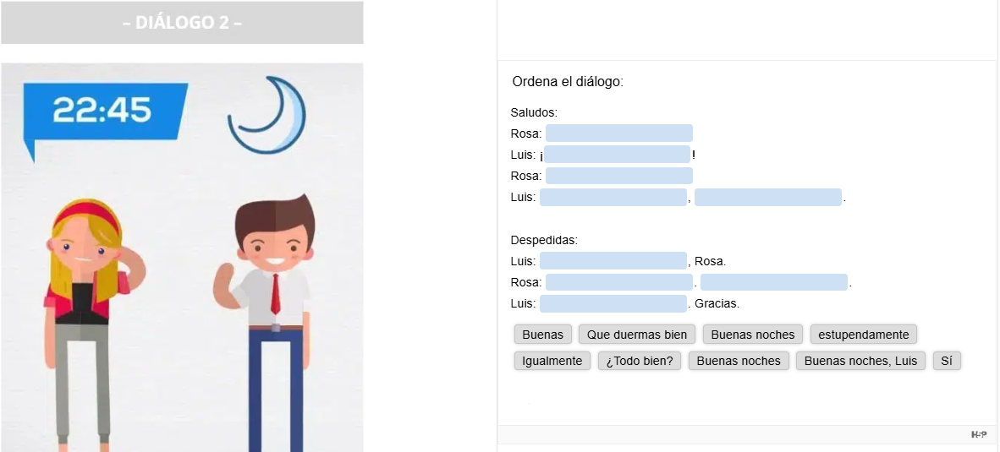 – DIÁLOGO 2 –
22:45
Ordena el diálogo:
Saludos:
Rosa:
Luis: ¡ !
Rosa:
Luis: , .
Despedidas:
Luis: , Rosa.
Rosa: . .
Luis: . Gracias.
Buenas Que duermas bien Buenas noches estupendamente
Igualmente ¿Todo bien? Buenas noches Buenas noches, Luis Sí
H-P